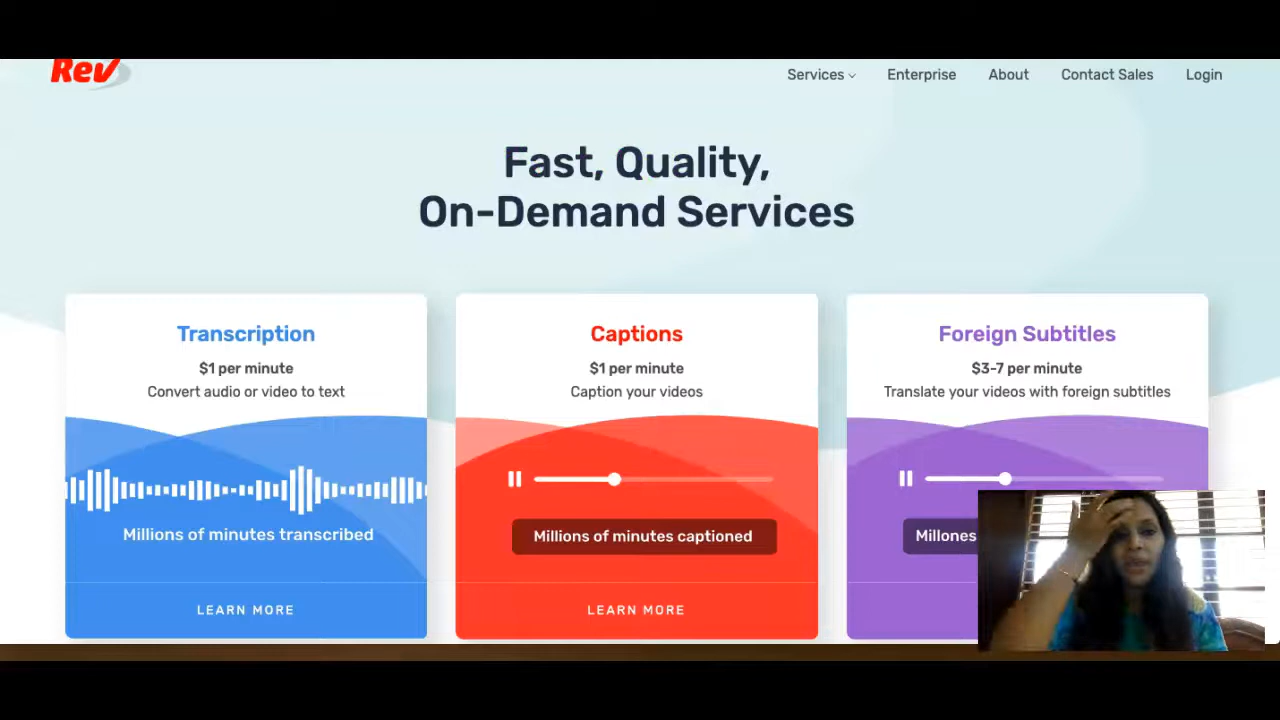 Rev
Services
Enterprise
About
Contact Sales
Login
Fast, Quality,
On-Demand Services
Transcription
$1 per minute
Convert audio or video to text
Millions of minutes transcribed
LEARN MORE
Captions
$1 per minute
Caption your videos
Millions of minutes captioned
LEARN MORE
Foreign Subtitles
$3-7 per minute
Translate your videos with foreign subtitles
Millones